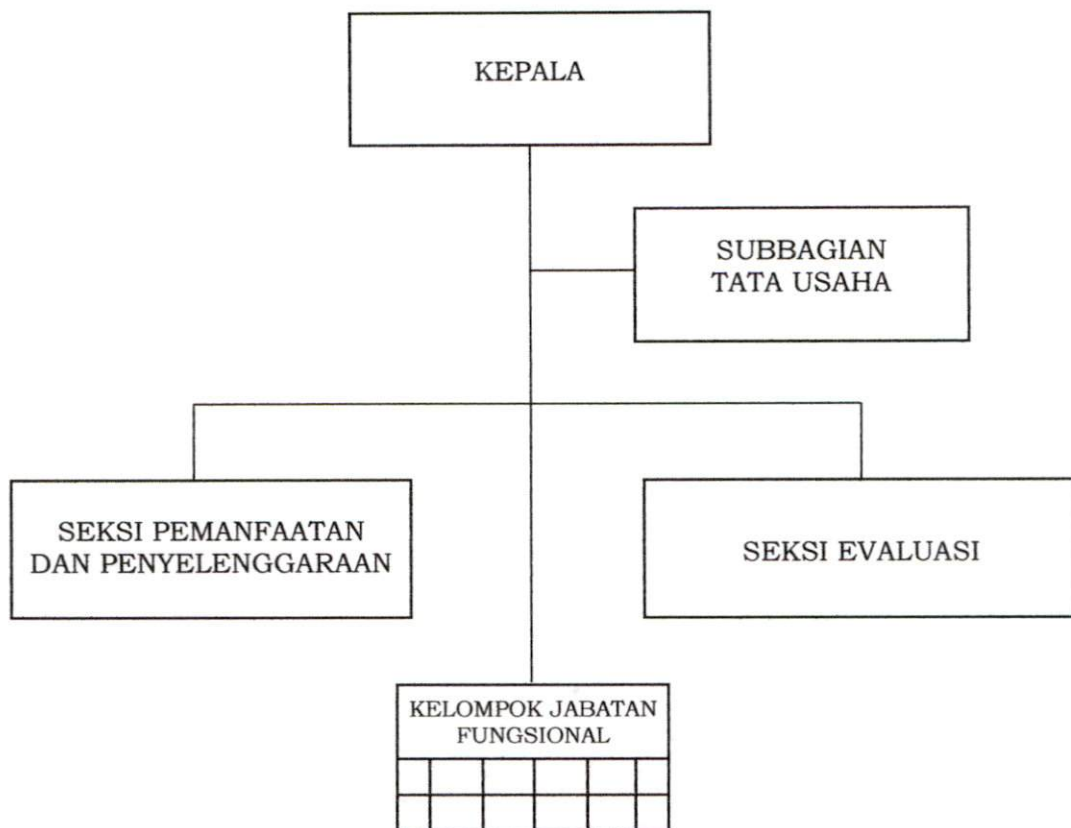 KEPALA
SUBBAGIAN
TATA USAHA
SEKSI PEMANFAATAN
DAN PENYELENGGARAAN
SEKSI EVALUASI
KELOMPOK JABATAN
FUNGSIONAL